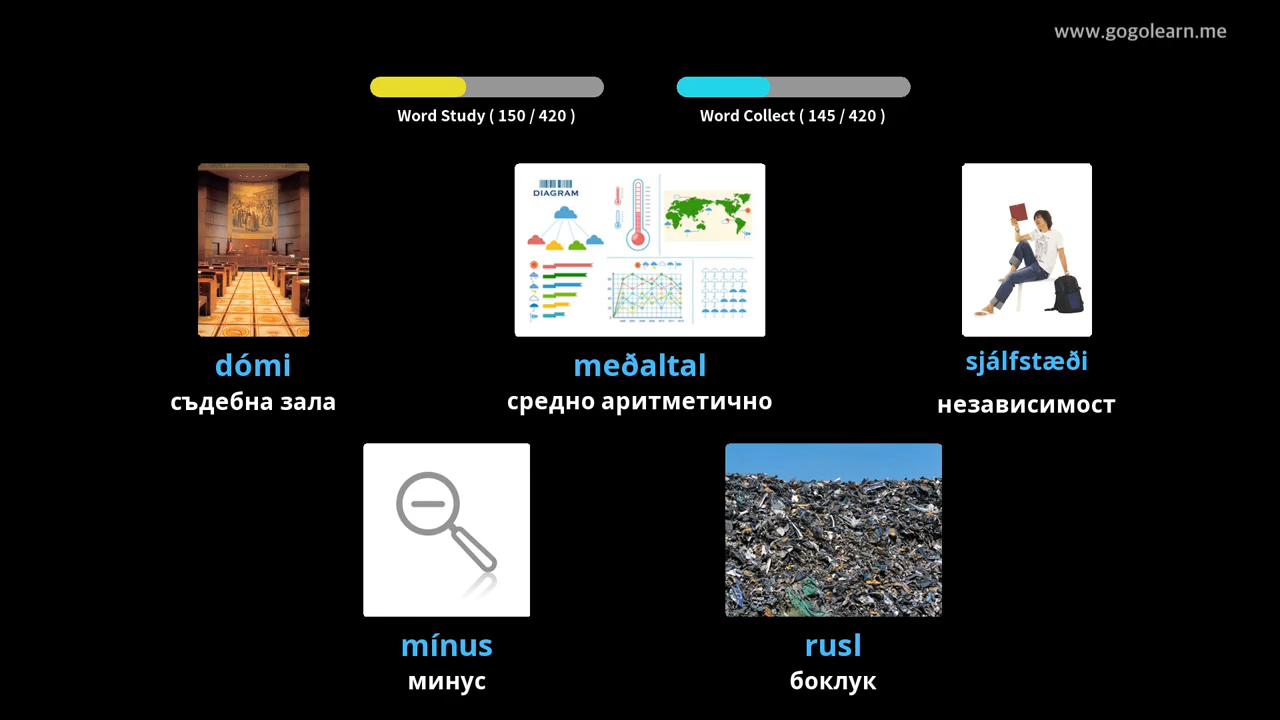 www.gogolearn.me
Word Study ( 150 / 420 )
Word Collect ( 145 / 420 )
DIAGRAM
dómi
съдебна зала
meðaltal
средно аритметично
sjálfstæði
независимост
mínus
минус
rusl
боклук